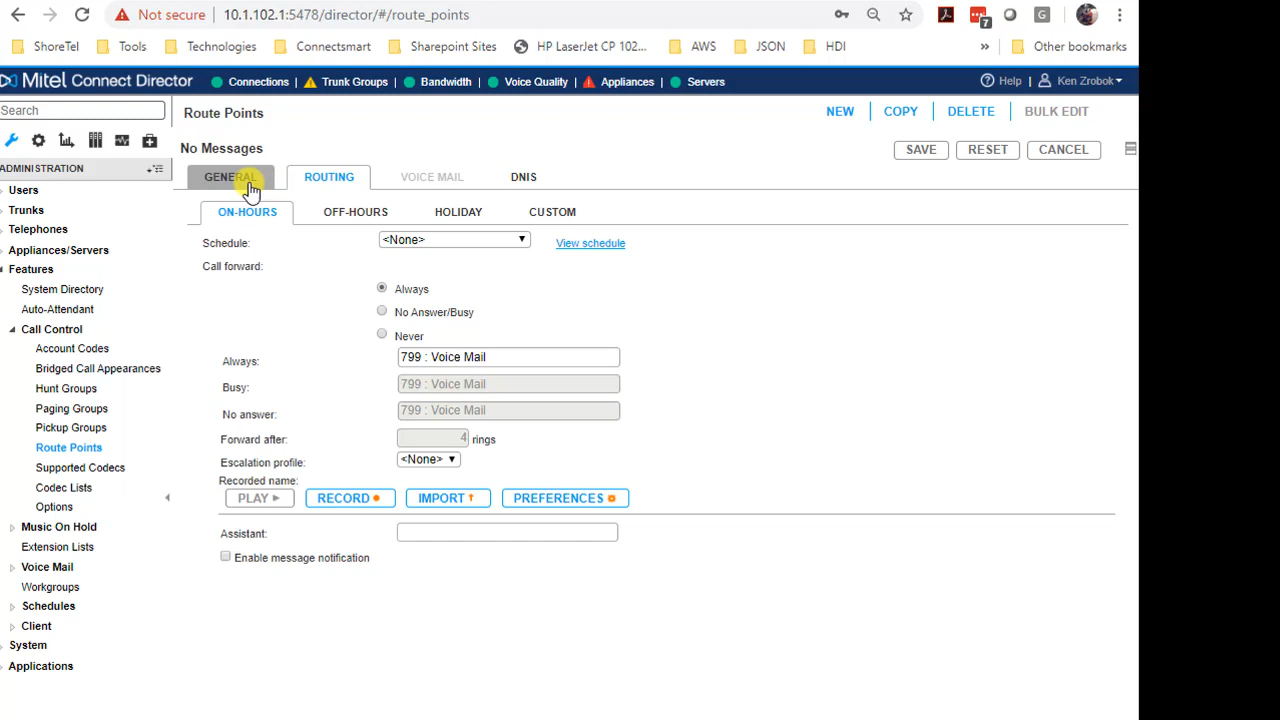 Not secure 10.1.102.1:5478/director/#/route_points 7 G
ShoreTel Tools Technologies Connectsmart Sharepoint Sites HP LaserJet CP 102... AWS JSON HDI » Other bookmarks
Mitel Connect Director Connections Trunk Groups Bandwidth Voice Quality Appliances Servers ? Help | Ken Zrobok
Search
Route Points NEW COPY DELETE BULK EDIT
No Messages SAVE RESET CANCEL
ADMINISTRATION
Users
Trunks
Telephones
Appliances/Servers
Features
System Directory
Auto-Attendant
Call Control
Account Codes
Bridged Call Appearances
Hunt Groups
Paging Groups
Pickup Groups
Route Points
Supported Codecs
Codec Lists
Options
Music On Hold
Extension Lists
Voice Mail
Workgroups
Schedules
Client
System
Applications
GENERAL ROUTING VOICE MAIL DNIS
ON-HOURS OFF-HOURS HOLIDAY CUSTOM
Schedule: <None> View schedule
Call forward:
Always
No Answer/Busy
Never
Always: 799 : Voice Mail
Busy: 799 : Voice Mail
No answer: 799 : Voice Mail
Forward after: 4 rings
Escalation profile: <None>
Recorded name:
PLAY RECORD IMPORT PREFERENCES
Assistant:
Enable message notification